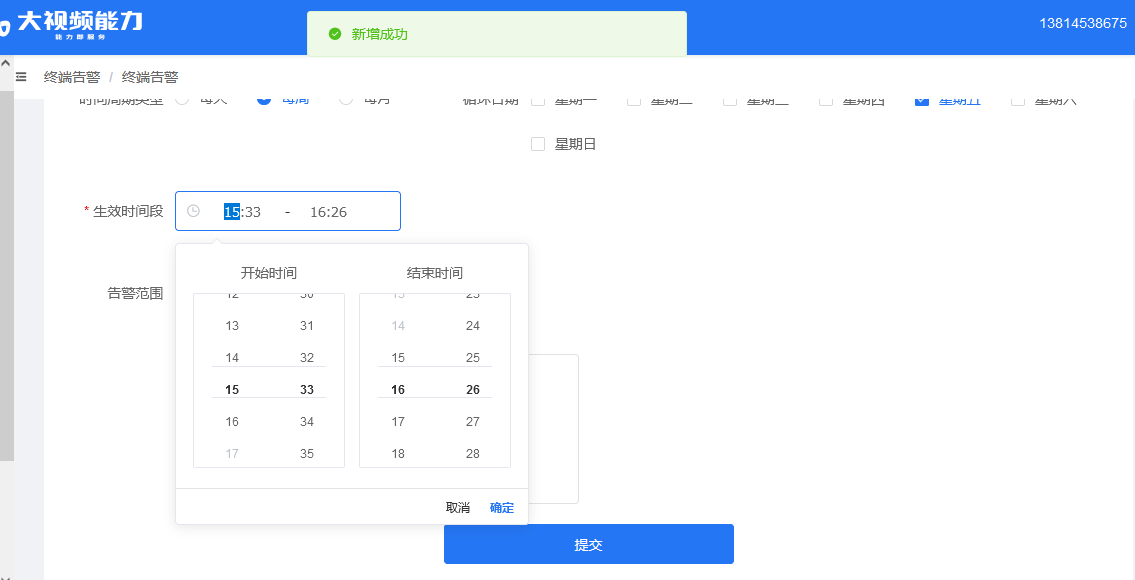 大视频能力
能力即服务
新增成功
13814538675
终端告警 / 终端告警
时间周期类型 每天 每周 每月 循环日期 星期一 星期二 星期三 星期四 星期五 星期六
星期日
* 生效时间段 15:33 - 16:26
开始时间 结束时间
告警范围
12 30 13 23
13 31 14 24
14 32 15 25
15 33 16 26
16 34 17 27
17 35 18 28
取消 确定
提交